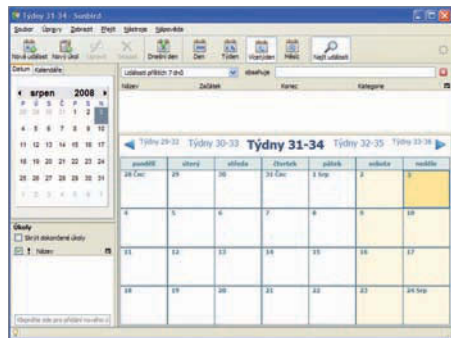 Týdny 31-34 - Sunbird
Soubor Úpravy Zobrazit Přejít Nástroje Nápověda
Nová událost Nový úkol Upravit Dnešní den Den Týden Vícetýden Měsíc Najít události
Datum Kalendáře
Události příštích 7 dnů obsahuje
Název Začátek Konec Kategorie
srpen 2008
P Ú S Č P S N
28 29 30 31 1 2 3
4 5 6 7 8 9 10
11 12 13 14 15 16 17
18 19 20 21 22 23 24
25 26 27 28 29 30 31
1 2 3 4 5 6 7
Týdny 29-32 Týdny 30-33 Týdny 31-34 Týdny 32-35 Týdny 33-36
pondělí úterý středa čtvrtek pátek sobota neděle
28 Čec 29 30 31 Čec 1 Srp 2 3
4 5 6 7 8 9 10
11 12 13 14 15 16 17
18 19 20 21 22 23 24 Srp
Úkoly
Skrýt dokončené úkoly
! Název
Klepněte zde pro přidání nového ú